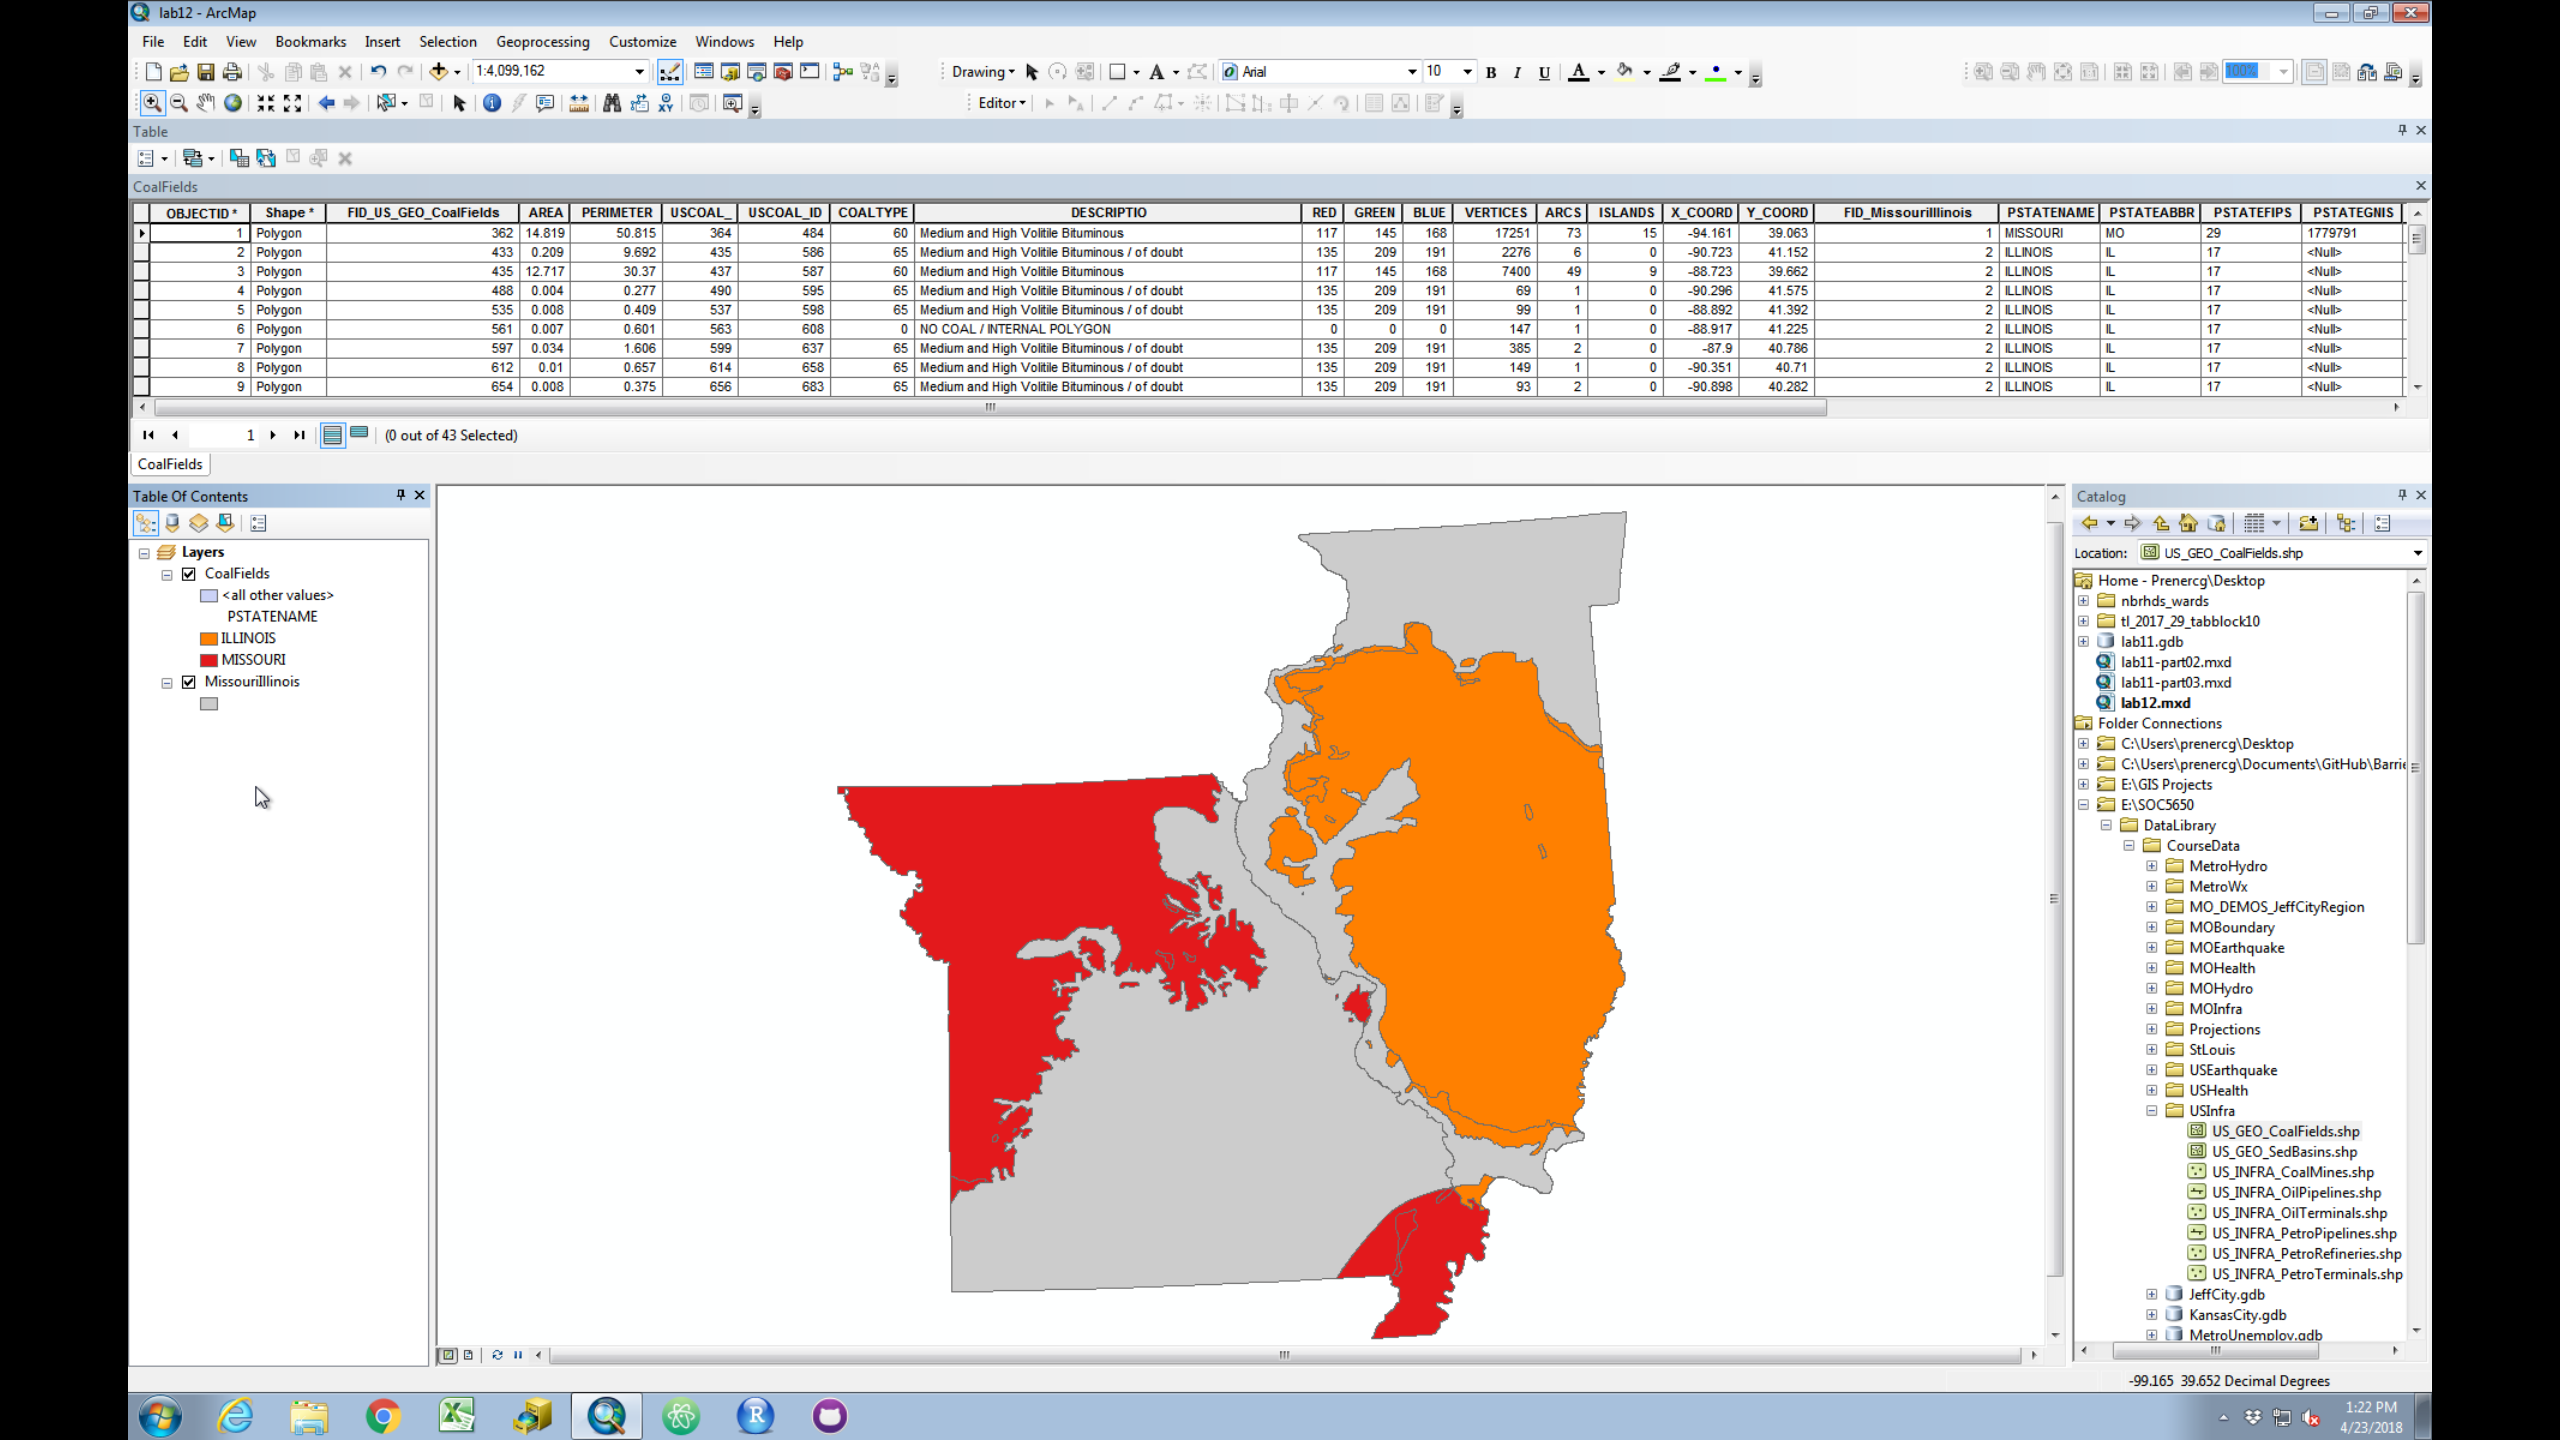 lab12 - ArcMap
File Edit View Bookmarks Insert Selection Geoprocessing Customize Windows Help
1:4,099,162 Drawing Arial 10 B I U A 100%
Editor
Table
CoalFields
OBJECTID * Shape * FID_US_GEO_CoalFields AREA PERIMETER USCOAL_ USCOAL_ID COALTYPE DESCRIPTIO RED GREEN BLUE VERTICES ARCS ISLANDS X_COORD Y_COORD FID_MissouriIllinois PSTATENAME PSTATEABBR PSTATEFIPS PSTATEGNIS
1 Polygon 362 14.819 50.815 364 484 60 Medium and High Volitile Bituminous 117 145 168 17251 73 15 -94.161 39.063 1 MISSOURI MO 29 1779791
2 Polygon 433 0.209 9.692 435 586 65 Medium and High Volitile Bituminous / of doubt 135 209 191 2276 6 0 -90.723 41.152 2 ILLINOIS IL 17 <Null>
3 Polygon 435 12.717 30.37 437 587 60 Medium and High Volitile Bituminous 117 145 168 7400 49 9 -88.723 39.662 2 ILLINOIS IL 17 <Null>
4 Polygon 488 0.004 0.277 490 595 65 Medium and High Volitile Bituminous / of doubt 135 209 191 69 1 0 -90.296 41.575 2 ILLINOIS IL 17 <Null>
5 Polygon 535 0.008 0.409 537 598 65 Medium and High Volitile Bituminous / of doubt 135 209 191 99 1 0 -88.892 41.392 2 ILLINOIS IL 17 <Null>
6 Polygon 561 0.007 0.601 563 608 0 NO COAL / INTERNAL POLYGON 0 0 0 147 1 0 -88.917 41.225 2 ILLINOIS IL 17 <Null>
7 Polygon 597 0.034 1.606 599 637 65 Medium and High Volitile Bituminous / of doubt 135 209 191 385 2 0 -87.9 40.786 2 ILLINOIS IL 17 <Null>
8 Polygon 612 0.01 0.657 614 658 65 Medium and High Volitile Bituminous / of doubt 135 209 191 149 1 0 -90.351 40.71 2 ILLINOIS IL 17 <Null>
9 Polygon 654 0.008 0.375 656 683 65 Medium and High Volitile Bituminous / of doubt 135 209 191 93 2 0 -90.898 40.282 2 ILLINOIS IL 17 <Null>
1 (0 out of 43 Selected)
CoalFields
Table Of Contents
Layers
CoalFields
<all other values>
PSTATENAME
ILLINOIS
MISSOURI
MissouriIllinois
Catalog
Location: US_GEO_CoalFields.shp
Home - Prenercg\Desktop
nbrhds_wards
tl_2017_29_tabblock10
lab11.gdb
lab11-part02.mxd
lab11-part03.mxd
lab12.mxd
Folder Connections
C:\Users\prenercg\Desktop
C:\Users\prenercg\Documents\GitHub\Barrie
E:\GIS Projects
E:\SOC5650
DataLibrary
CourseData
MetroHydro
MetroWx
MO_DEMOS_JeffCityRegion
MOBoundary
MOEarthquake
MOHealth
MOHydro
MOInfra
Projections
StLouis
USEarthquake
USHealth
USInfra
US_GEO_CoalFields.shp
US_GEO_SedBasins.shp
US_INFRA_CoalMines.shp
US_INFRA_OilPipelines.shp
US_INFRA_OilTerminals.shp
US_INFRA_PetroPipelines.shp
US_INFRA_PetroRefineries.shp
US_INFRA_PetroTerminals.shp
JeffCity.gdb
KansasCity.gdb
MetroUnemploy.gdb
-99.165 39.652 Decimal Degrees
1:22 PM
4/23/2018